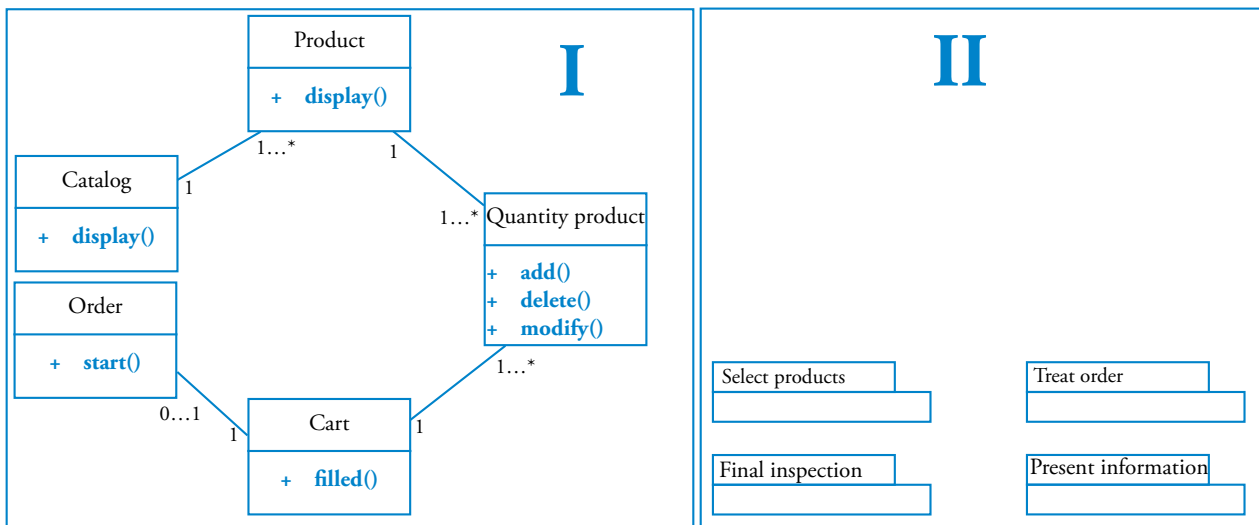 Product
I
+ display()
1…*
1
Catalog
1
+ display()
1…*
Quantity product
+ add()
+ delete()
+ modify()
Order
+ start()
1…*
0…1
1
Cart
1
+ filled()
II
Select products
Treat order
Final inspection
Present information